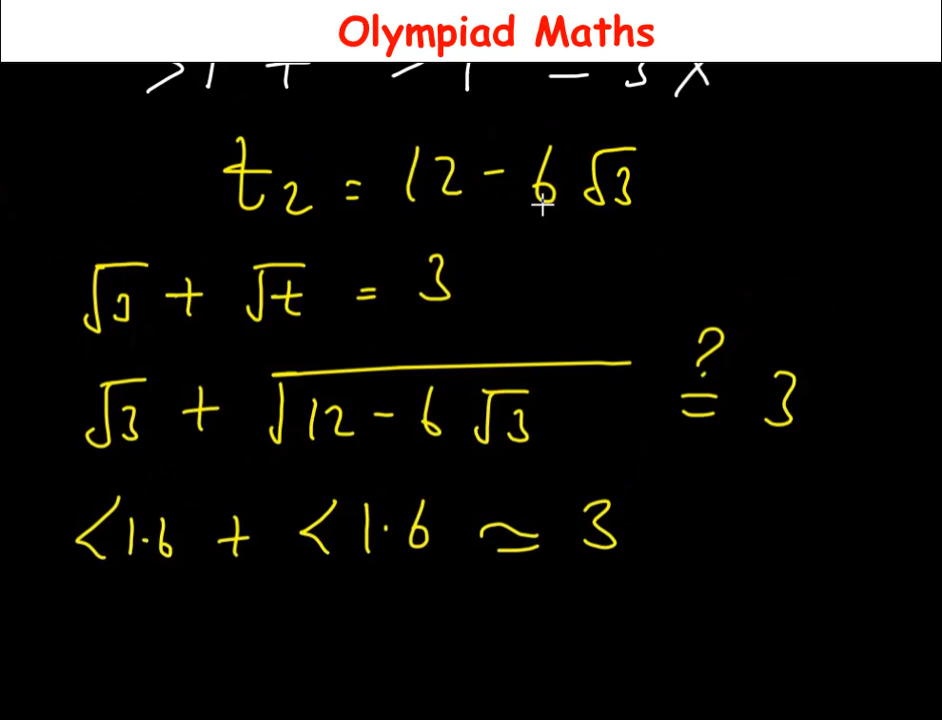 Olympiad Maths
t₂ = 12 - 6 √3
√3 + √t = 3
?
√3 + √(12 - 6 √3) = 3
< 1.6 + < 1.6 ≃ 3